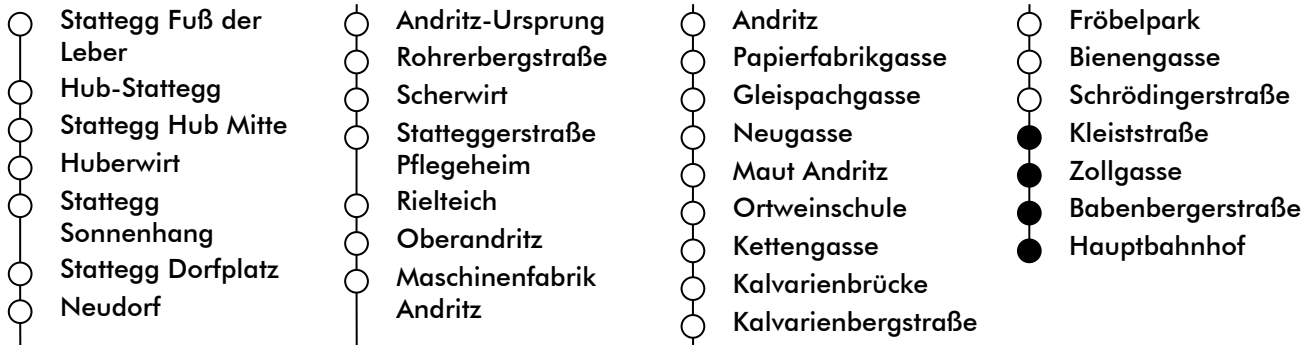 Stattegg Fuß der
Leber
Hub-Stattegg
Stattegg Hub Mitte
Huberwirt
Stattegg
Sonnenhang
Stattegg Dorfplatz
Neudorf
Andritz-Ursprung
Rohrerbergstraße
Scherwirt
Statteggerstraße
Pflegeheim
Rielteich
Oberandritz
Maschinenfabrik
Andritz
Andritz
Papierfabrikgasse
Gleispachgasse
Neugasse
Maut Andritz
Ortweinschule
Kettengasse
Kalvarienbrücke
Kalvarienbergstraße
Fröbelpark
Bienengasse
Schrödingerstraße
Kleiststraße
Zollgasse
Babenbergerstraße
Hauptbahnhof